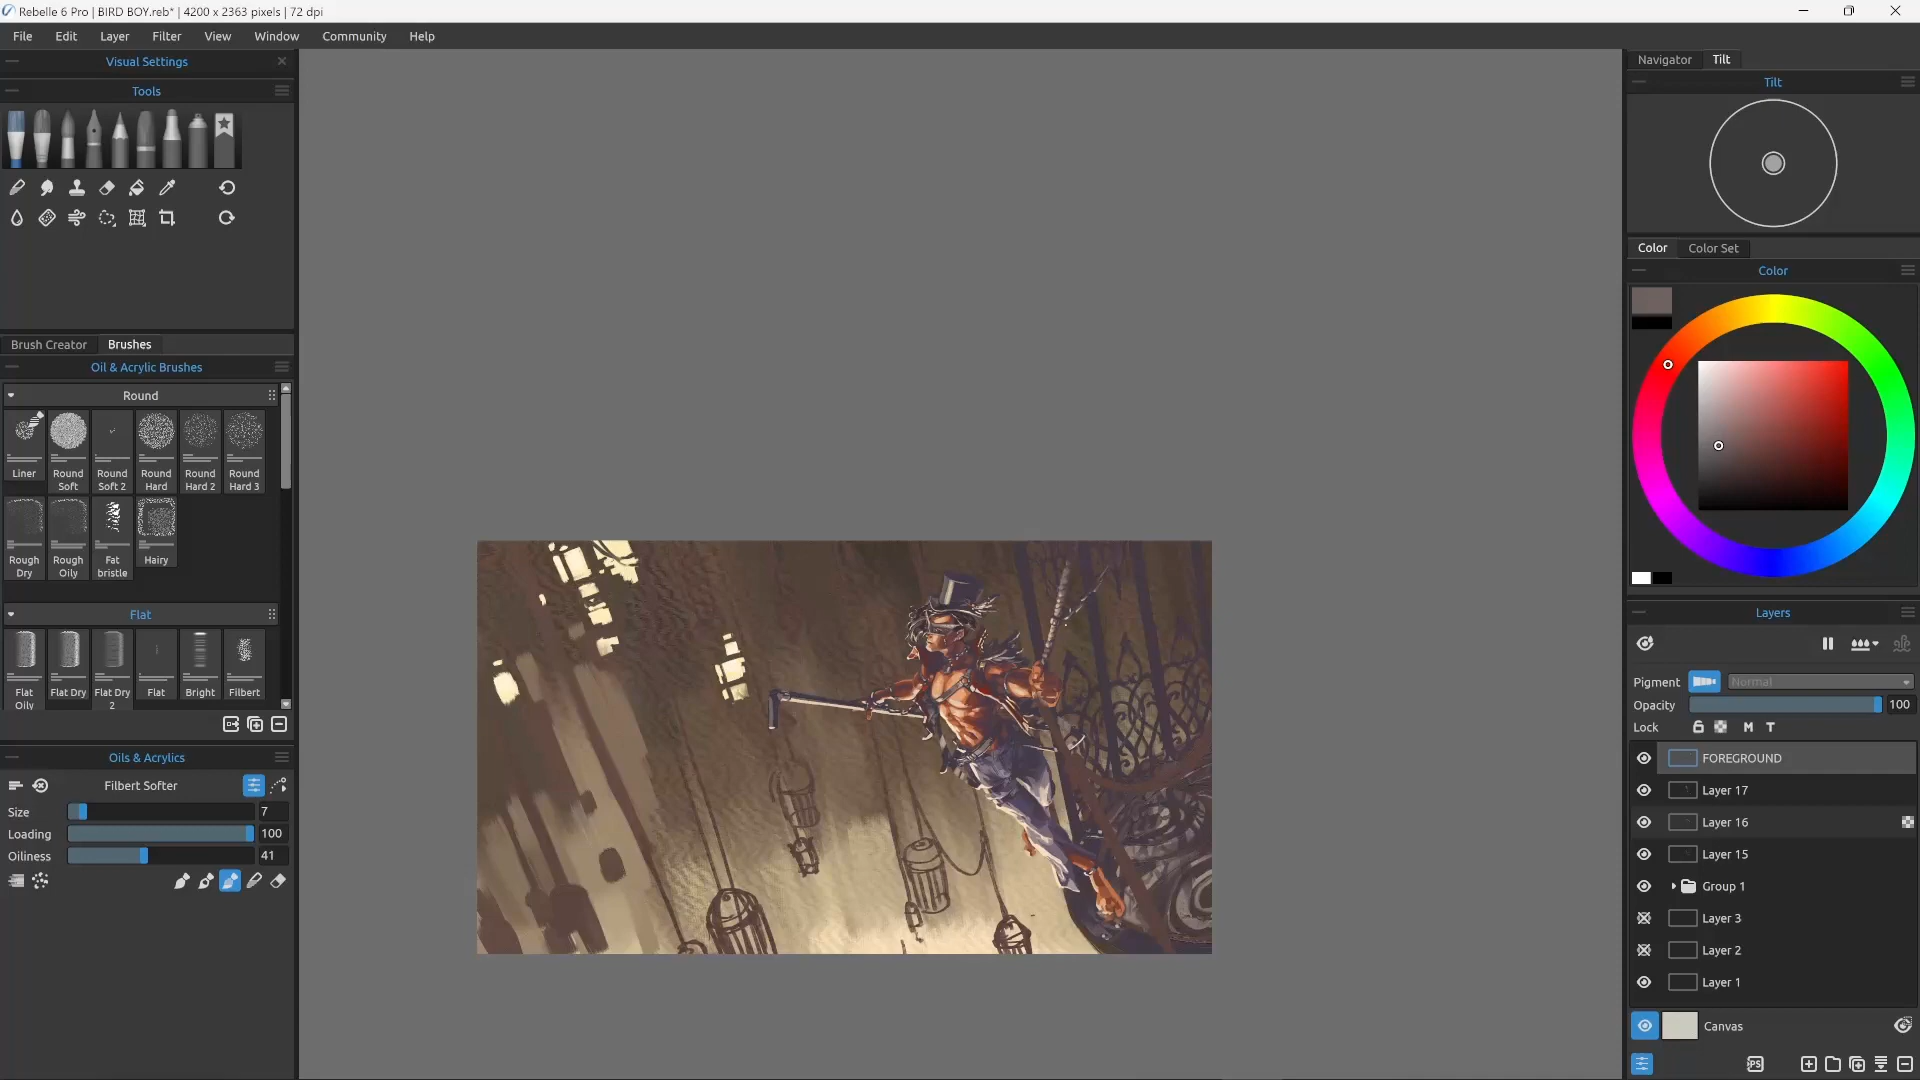 Rebelle 6 Pro | BIRD BOY.reb* | 4200 x 2363 pixels | 72 dpi
File Edit Layer Filter View Window Community Help
Visual Settings
Tools
Brush Creator Brushes
Oil & Acrylic Brushes
Round
Liner Round Soft Round Soft 2 Round Hard Round Hard 2 Round Hard 3
Rough Dry Rough Oily Fat bristle Hairy
Flat
Flat Oily Flat Dry Flat Dry 2 Flat Bright Filbert
Oils & Acrylics
Filbert Softer
Size 7
Loading 100
Oiliness 41
Navigator Tilt
Tilt
Color Color Set
Color
Layers
Pigment Normal
Opacity 100
Lock M T
FOREGROUND
Layer 17
Layer 16
Layer 15
Group 1
Layer 3
Layer 2
Layer 1
Canvas
PS